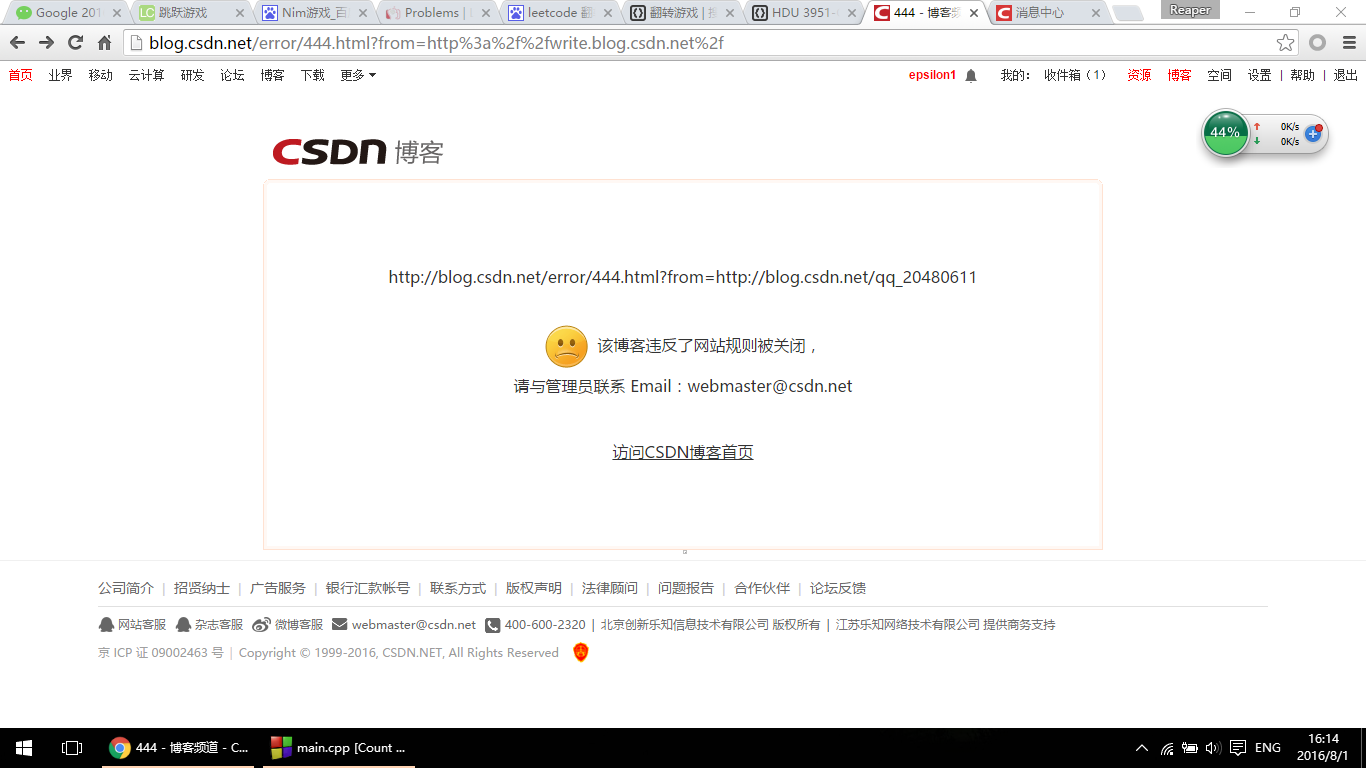 Google 201
跳跃游戏
Nim游戏_百
Problems |
leetcode 翻
翻转游戏 |
HDU 3951-
444 - 博客频
消息中心
Reaper
blog.csdn.net/error/444.html?from=http%3a%2f%2fwrite.blog.csdn.net%2f
首页 业界 移动 云计算 研发 论坛 博客 下载 更多
epsilon1 我的： 收件箱（1） 资源 博客 空间 设置 | 帮助 | 退出
44% 0K/s
0K/s
CSDN 博客
http://blog.csdn.net/error/444.html?from=http://blog.csdn.net/qq_20480611
该博客违反了网站规则被关闭，
请与管理员联系 Email：webmaster@csdn.net
访问CSDN博客首页
公司简介 | 招贤纳士 | 广告服务 | 银行汇款帐号 | 联系方式 | 版权声明 | 法律顾问 | 问题报告 | 合作伙伴 | 论坛反馈
网站客服 杂志客服 微博客服 webmaster@csdn.net 400-600-2320 | 北京创新乐知信息技术有限公司 版权所有 | 江苏乐知网络技术有限公司 提供商务支持
京 ICP 证 09002463 号 | Copyright © 1999-2016, CSDN.NET, All Rights Reserved
444 - 博客频道 - C...
main.cpp [Count ...
ENG
16:14
2016/8/1